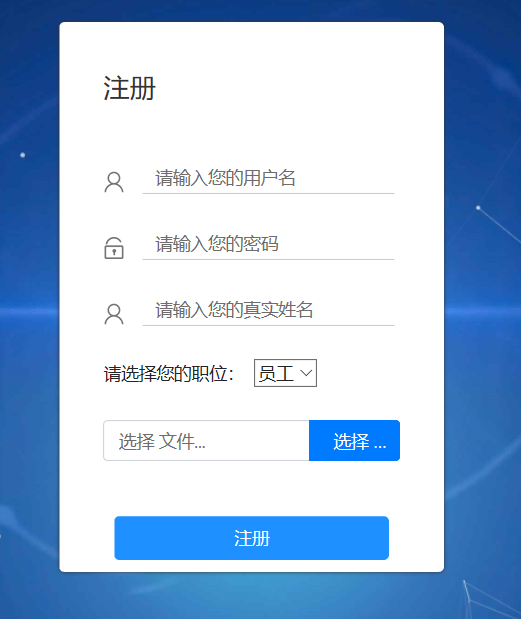 注册
请输入您的用户名
请输入您的密码
请输入您的真实姓名
请选择您的职位： 员工
选择 文件... 选择 ...
注册